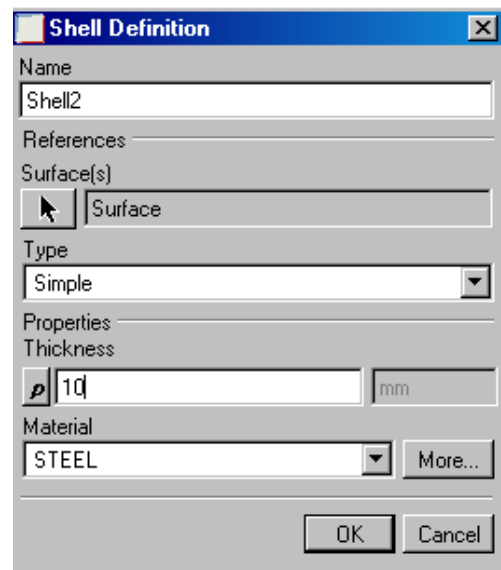 Shell Definition
Name
Shell2
References
Surface(s)
Surface
Type
Simple
Properties
Thickness
p 10 mm
Material
STEEL More...
OK Cancel